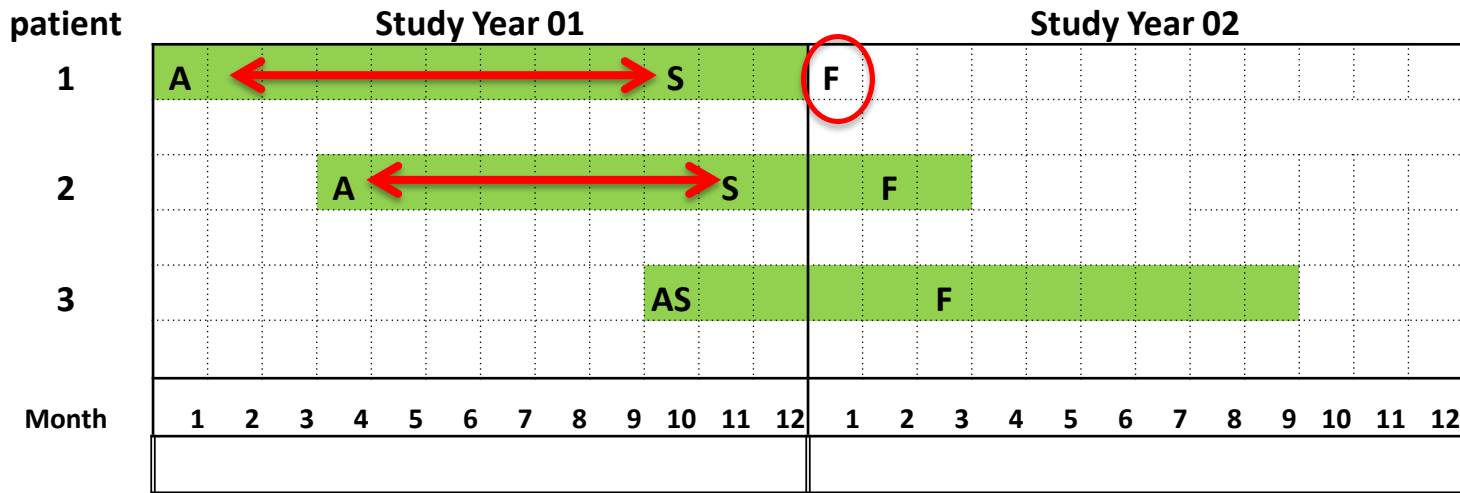 patient Study Year 01 Study Year 02
1 A S F
2 A S F
3 AS F
Month 1 2 3 4 5 6 7 8 9 10 11 12 1 2 3 4 5 6 7 8 9 10 11 12